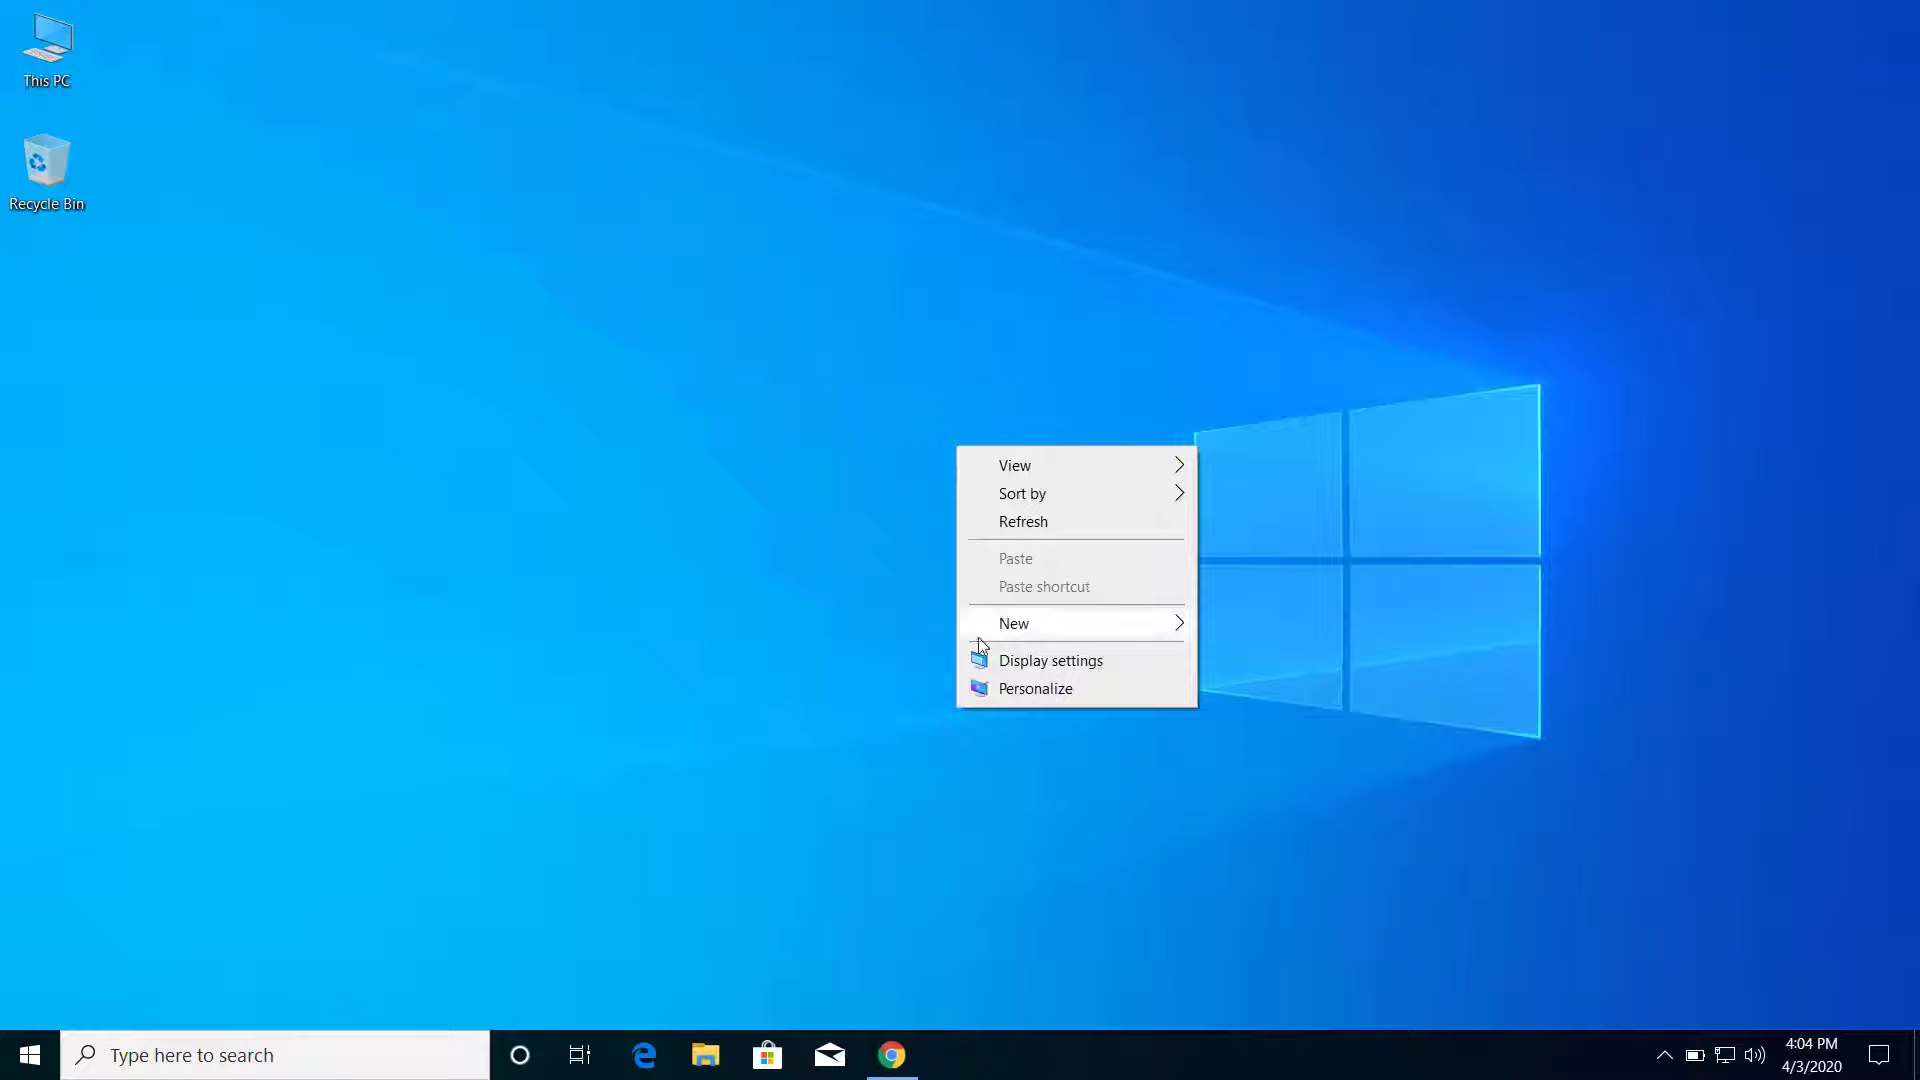 This PC
Recycle Bin
View
Sort by
Refresh
Paste
Paste shortcut
New
Display settings
Personalize
Type here to search
4:04 PM
4/3/2020